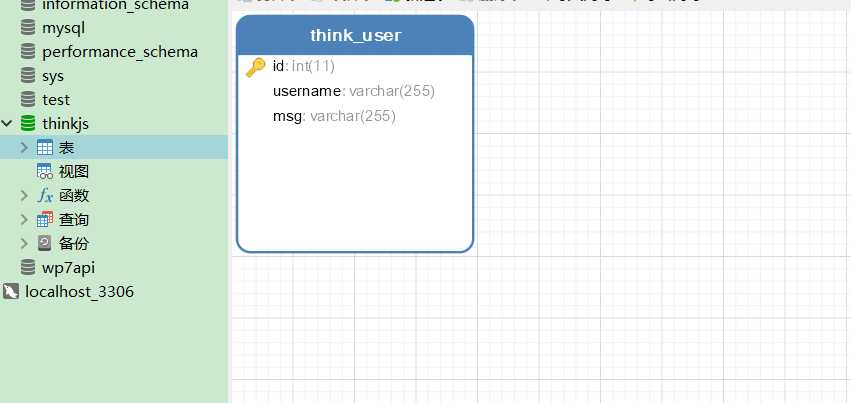 information_schema
mysql
performance_schema
sys
test
thinkjs
表
视图
函数
查询
备份
wp7api
localhost_3306
think_user
id: int(11)
username: varchar(255)
msg: varchar(255)